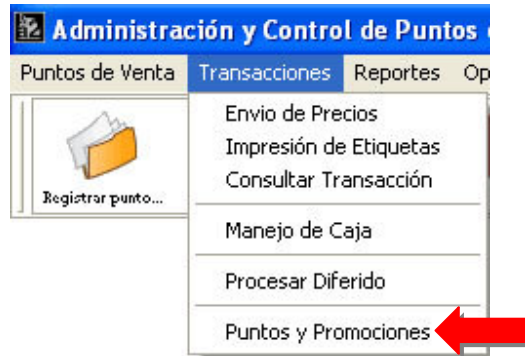 Administración y Control de Puntos
Puntos de Venta Transacciones Reportes Op
Envio de Precios
Impresión de Etiquetas
Consultar Transacción
Registrar punto...
Manejo de Caja
Procesar Diferido
Puntos y Promociones